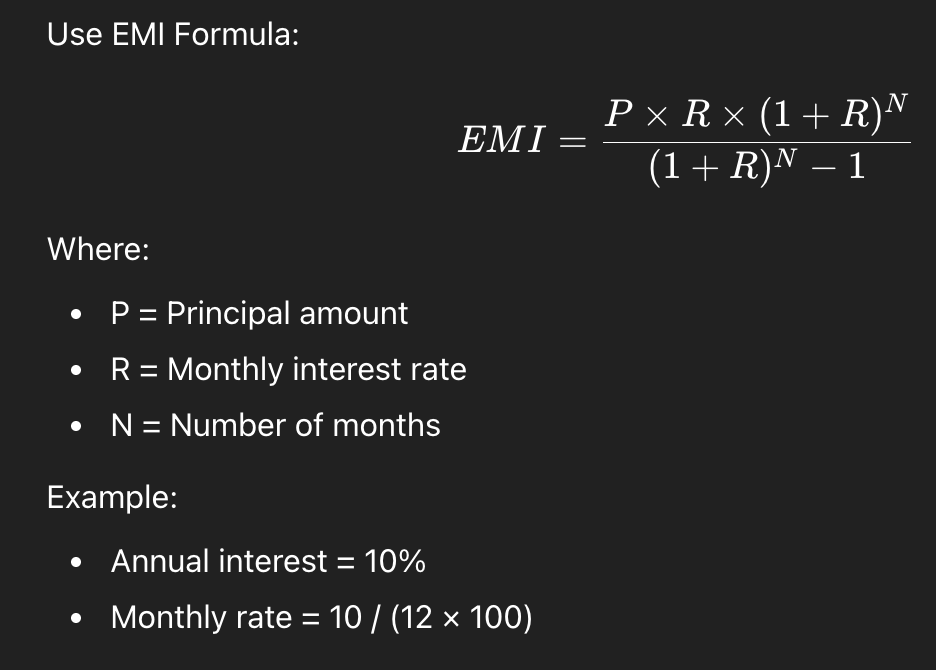 Use EMI Formula:
EMI = \frac{P × R × (1 + R)^N}{(1 + R)^N − 1}
Where:
• P = Principal amount
• R = Monthly interest rate
• N = Number of months
Example:
• Annual interest = 10%
• Monthly rate = 10 / (12 × 100)